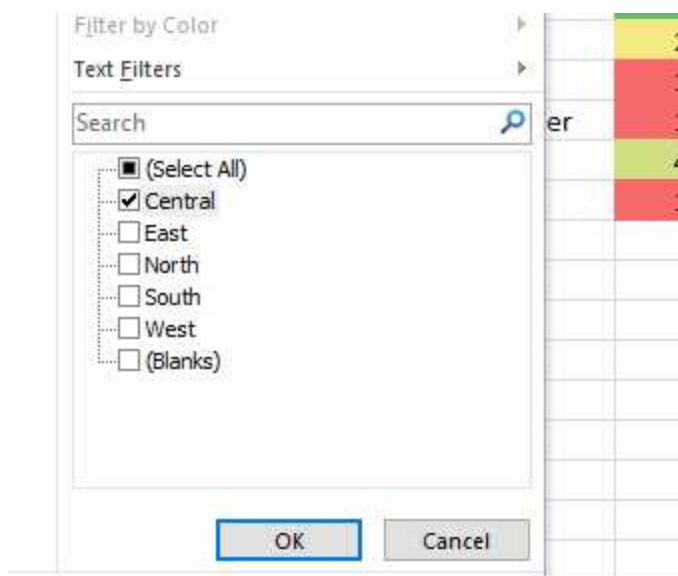 Filter by Color
Text Filters
Search
er
(Select All)
Central
East
North
South
West
(Blanks)
OK Cancel